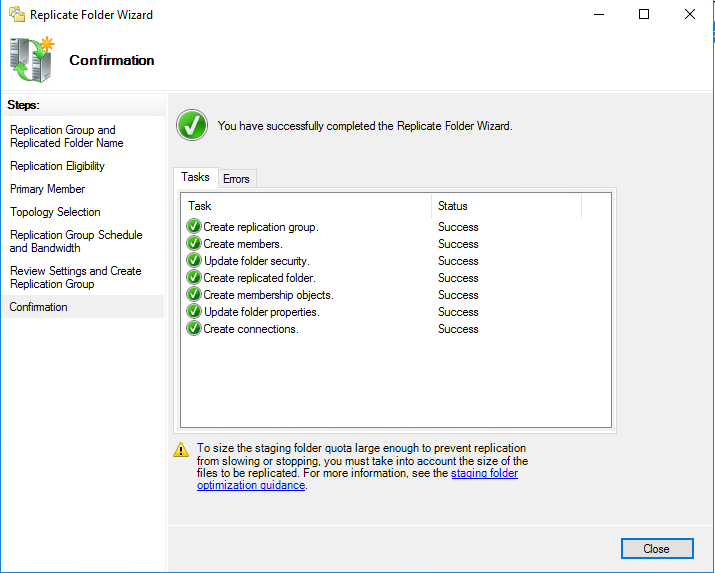 Replicate Folder Wizard
Confirmation
Steps:
Replication Group and
Replicated Folder Name
Replication Eligibility
Primary Member
Topology Selection
Replication Group Schedule
and Bandwidth
Review Settings and Create
Replication Group
Confirmation
You have successfully completed the Replicate Folder Wizard.
Tasks Errors
Task Status
Create replication group. Success
Create members. Success
Update folder security. Success
Create replicated folder. Success
Create membership objects. Success
Update folder properties. Success
Create connections. Success
To size the staging folder quota large enough to prevent replication
from slowing or stopping, you must take into account the size of the
files to be replicated. For more information, see the staging folder
optimization guidance.
Close